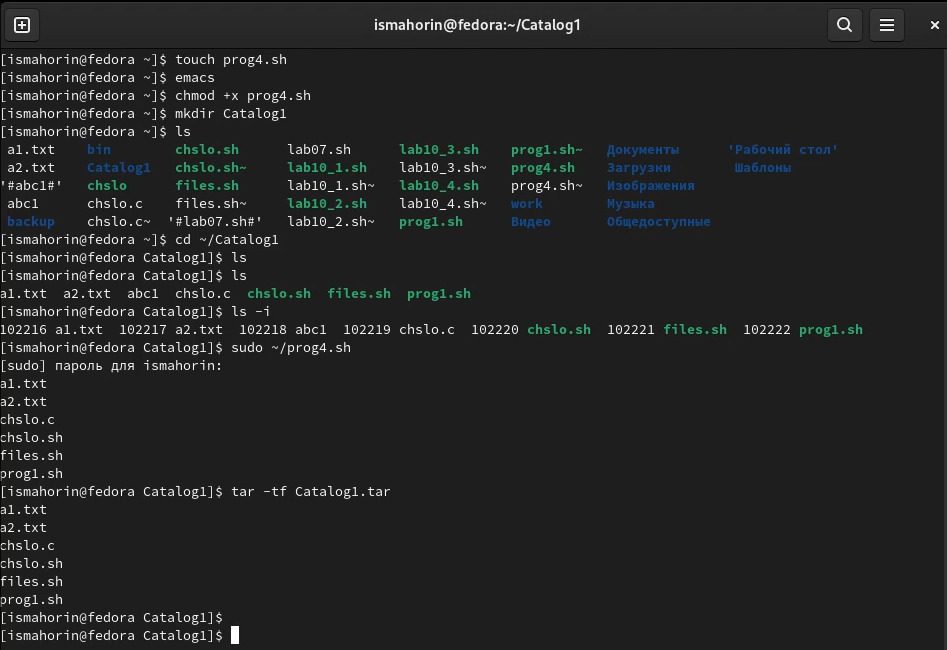 ismahorin@fedora:~/Catalog1
[ismahorin@fedora ~]$ touch prog4.sh
[ismahorin@fedora ~]$ emacs
[ismahorin@fedora ~]$ chmod +x prog4.sh
[ismahorin@fedora ~]$ mkdir Catalog1
[ismahorin@fedora ~]$ ls
a1.txt bin chslo.sh lab07.sh lab10_3.sh prog1.sh~ Документы 'Рабочий стол'
a2.txt Catalog1 chslo.sh~ lab10_1.sh lab10_3.sh~ prog4.sh Загрузки Шаблоны
'#abc1#' chslo files.sh lab10_1.sh~ lab10_4.sh prog4.sh~ Изображения
abc1 chslo.c files.sh~ lab10_2.sh lab10_4.sh~ work Музыка
backup chslo.c~ '#lab07.sh#' lab10_2.sh~ prog1.sh Видео Общедоступные
[ismahorin@fedora ~]$ cd ~/Catalog1
[ismahorin@fedora Catalog1]$ ls
[ismahorin@fedora Catalog1]$ ls
a1.txt a2.txt abc1 chslo.c chslo.sh files.sh prog1.sh
[ismahorin@fedora Catalog1]$ ls -i
102216 a1.txt 102217 a2.txt 102218 abc1 102219 chslo.c 102220 chslo.sh 102221 files.sh 102222 prog1.sh
[ismahorin@fedora Catalog1]$ sudo ~/prog4.sh
[sudo] пароль для ismahorin:
a1.txt
a2.txt
chslo.c
chslo.sh
files.sh
prog1.sh
[ismahorin@fedora Catalog1]$ tar -tf Catalog1.tar
a1.txt
a2.txt
chslo.c
chslo.sh
files.sh
prog1.sh
[ismahorin@fedora Catalog1]$
[ismahorin@fedora Catalog1]$